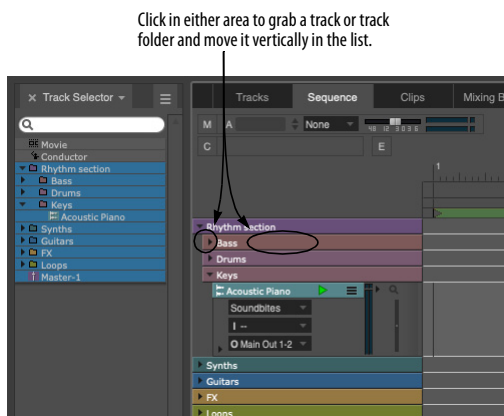 Click in either area to grab a track or track
folder and move it vertically in the list.
Track Selector
Movie
Conductor
Rhythm section
Bass
Drums
Keys
Acoustic Piano
Synths
Guitars
FX
Loops
Master-1
Tracks Sequence Clips Mixing B
M A None
C E
1
Rhythm section
Bass
Drums
Keys
Acoustic Piano
Soundbites
I --
O Main Out 1-2
Synths
Guitars
FX
Loops